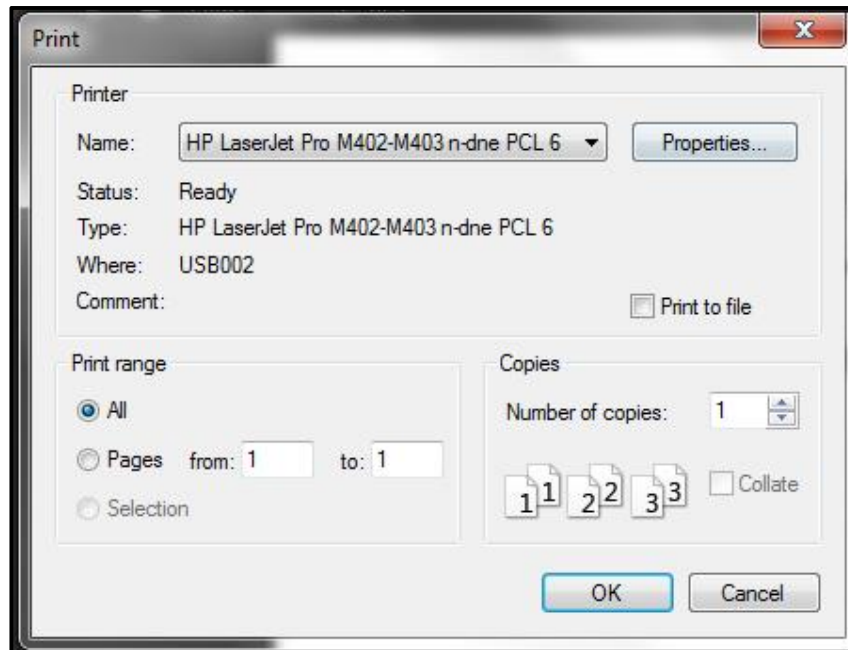 Print
X
Printer
Name: HP LaserJet Pro M402-M403 n-dne PCL 6 Properties...
Status: Ready
Type: HP LaserJet Pro M402-M403 n-dne PCL 6
Where: USB002
Comment: Print to file
Print range
All
Pages from: 1 to: 1
Selection
Copies
Number of copies: 1
1 1 2 2 3 3 Collate
OK Cancel